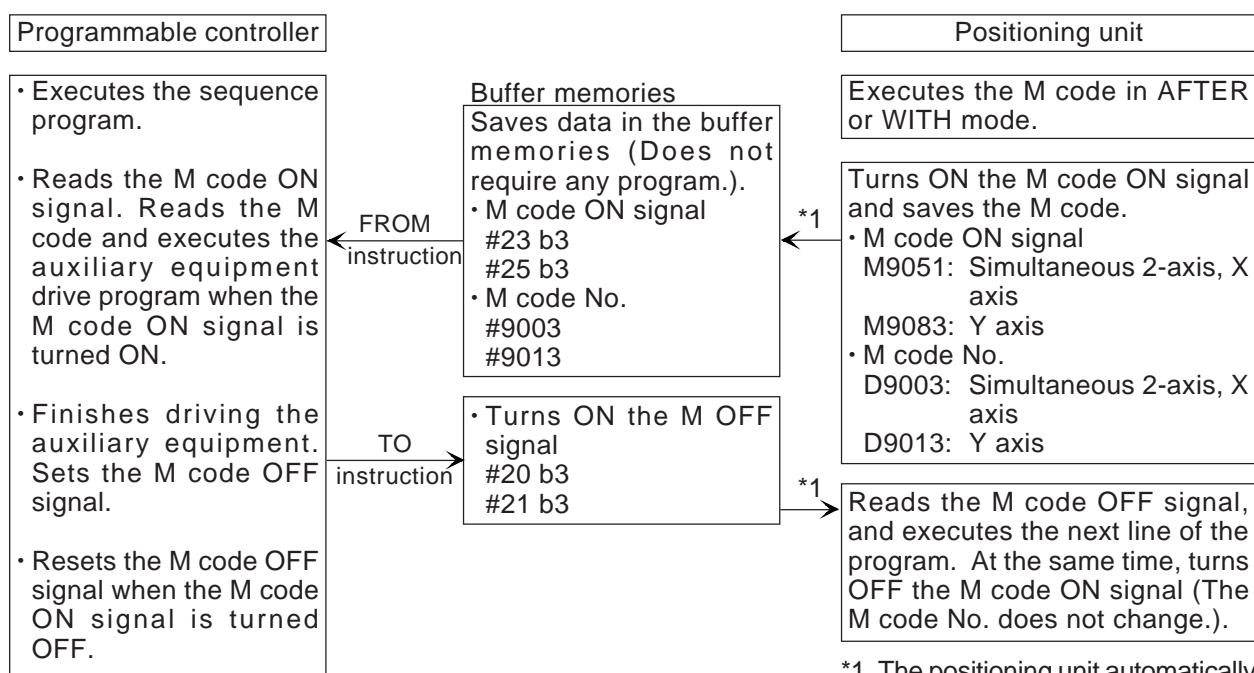 Programmable controller
・Executes the sequence
program.
・Reads the M code ON
signal. Reads the M
code and executes the
auxiliary equipment
drive program when the
M code ON signal is
turned ON.
・Finishes driving the
auxiliary equipment.
Sets the M code OFF
signal.
・Resets the M code OFF
signal when the M code
ON signal is turned
OFF.
FROM
instruction
TO
instruction
Buffer memories
Saves data in the buffer
memories (Does not
require any program.).
・M code ON signal
#23 b3
#25 b3
・M code No.
#9003
#9013
・Turns ON the M OFF
signal
#20 b3
#21 b3
*1
*1
Positioning unit
Executes the M code in AFTER
or WITH mode.
Turns ON the M code ON signal
and saves the M code.
・M code ON signal
M9051: Simultaneous 2-axis, X
axis
M9083: Y axis
・M code No.
D9003: Simultaneous 2-axis, X
axis
D9013: Y axis
Reads the M code OFF signal,
and executes the next line of the
program. At the same time, turns
OFF the M code ON signal (The
M code No. does not change.).
*1 The positioning unit automatically